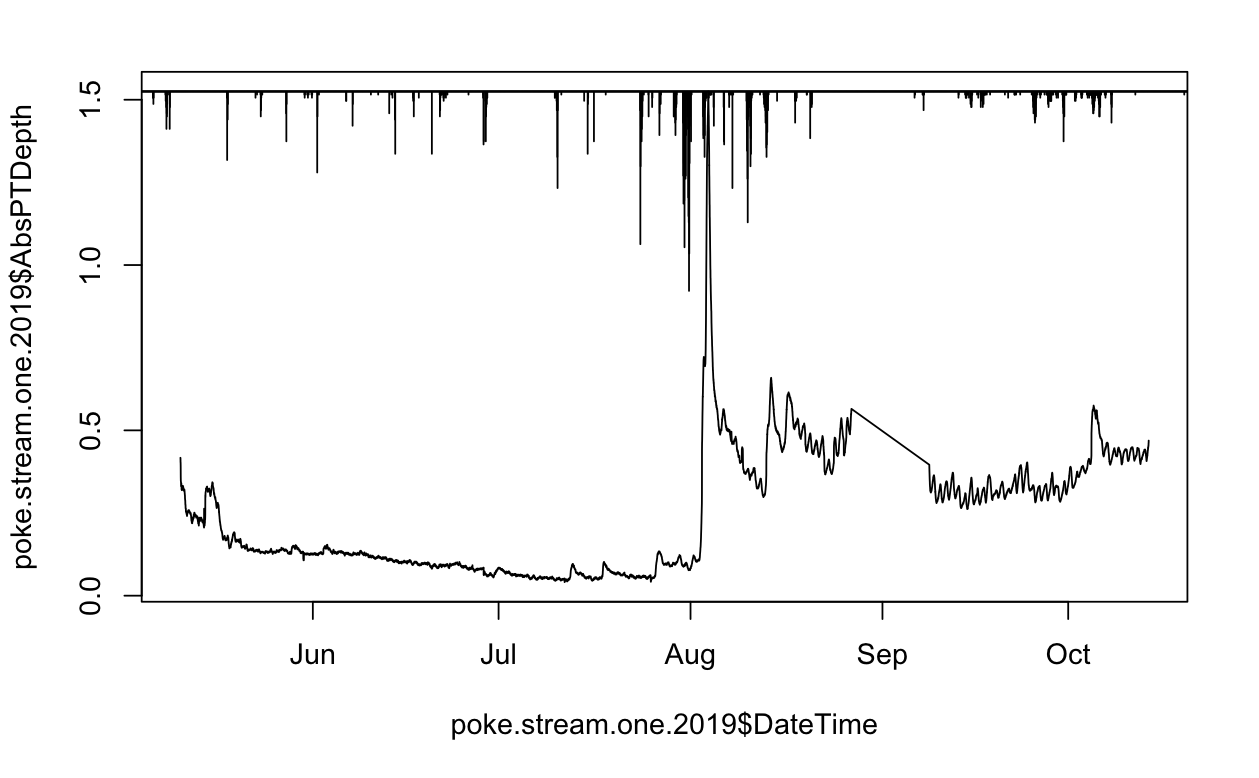 poke.stream.one.2019$AbsPTDepth
1.5
1.0
0.5
0.0
Jun Jul Aug Sep Oct
poke.stream.one.2019$DateTime